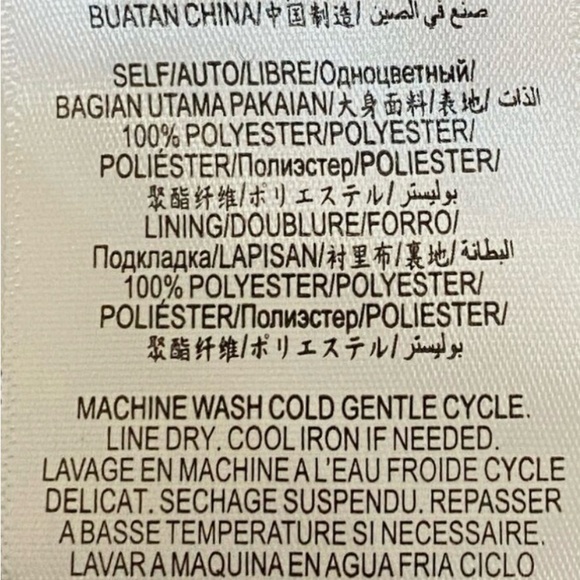 BUATAN CHINA/中国制造/ صنع في الصين
SELF/AUTO/LIBRE/Одноцветный/
BAGIAN UTAMA PAKAIAN/大身面料/表地/ الذات
100% POLYESTER/POLYESTER/
POLIÉSTER/Полиэстер/POLIESTER/
聚酯纤维/ポリエステル/ بوليستر
LINING/DOUBLURE/FORRO/
Подкладка/LAPISAN/衬里布/裏地/البطانة
100% POLYESTER/POLYESTER/
POLIÉSTER/Полиэстер/POLIESTER/
聚酯纤维/ポリエステル/ بوليستر
MACHINE WASH COLD GENTLE CYCLE.
LINE DRY. COOL IRON IF NEEDED.
LAVAGE EN MACHINE A L'EAU FROIDE CYCLE
DELICAT. SECHAGE SUSPENDU. REPASSER
A BASSE TEMPERATURE SI NECESSAIRE.
LAVAR A MAQUINA EN AGUA FRIA CICLO